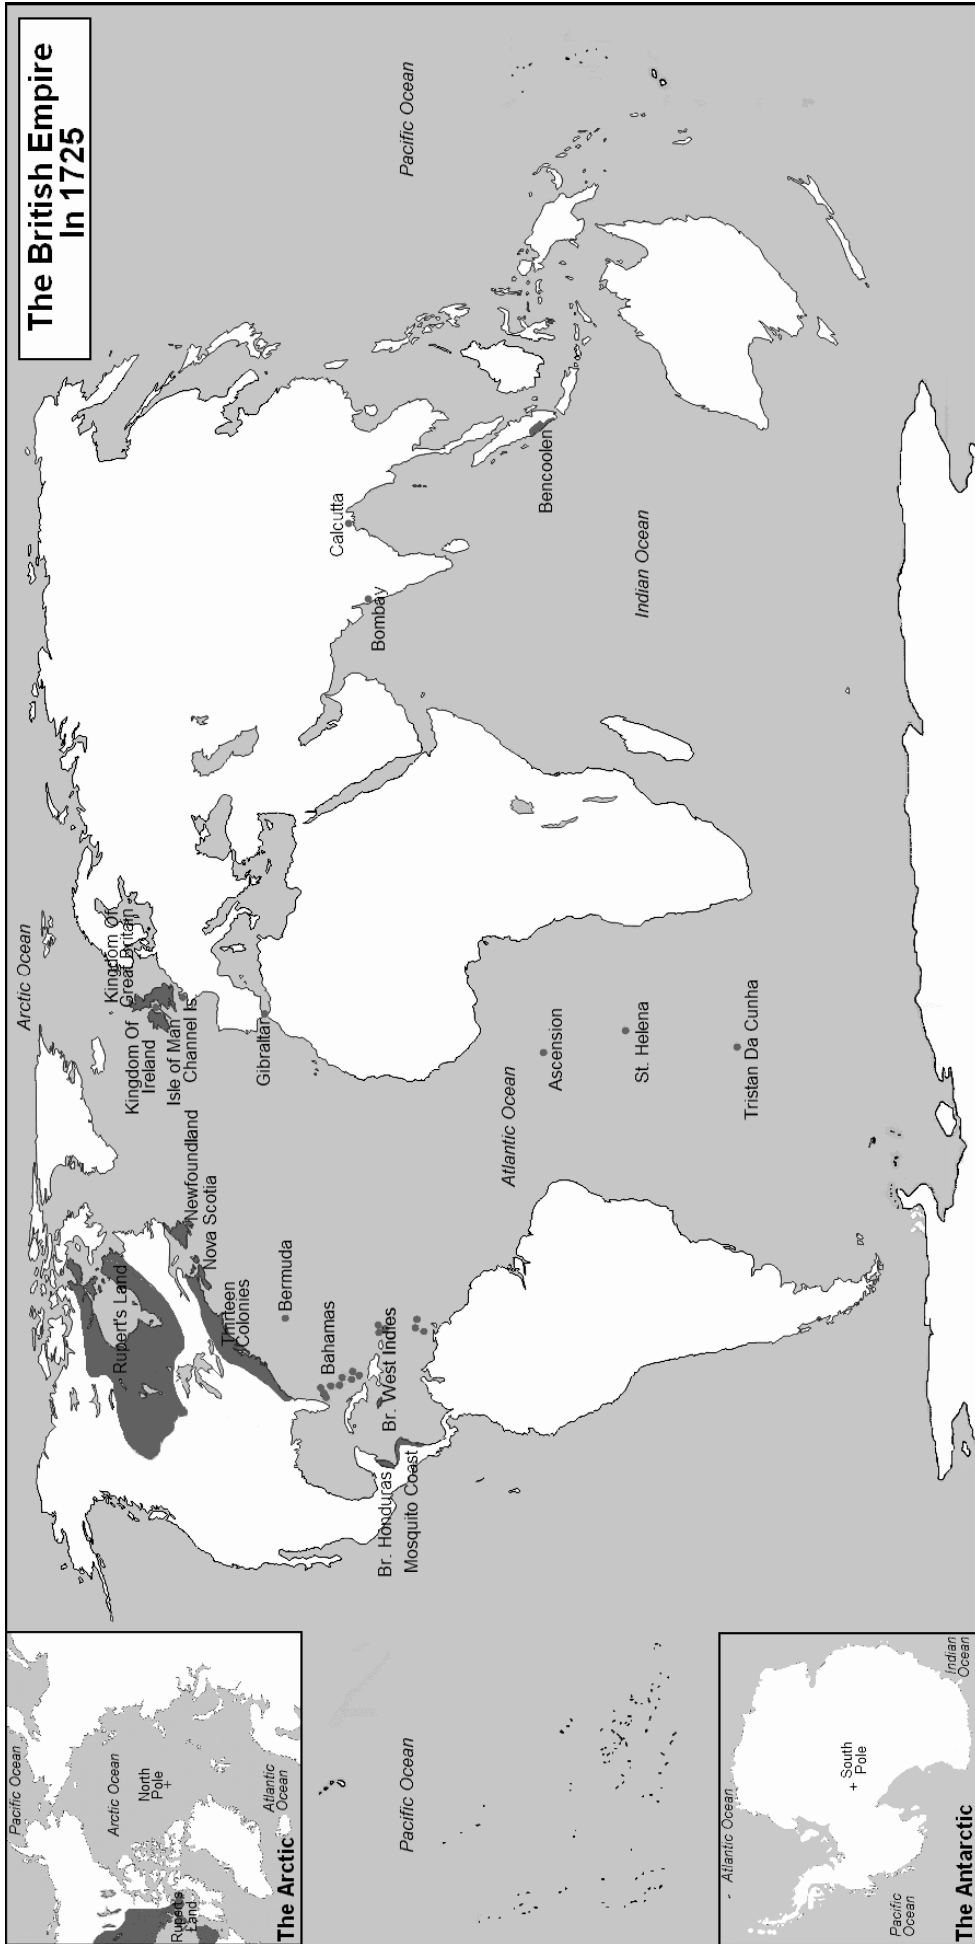 The British Empire
In 1725
Arctic Ocean
Pacific Ocean
Kingdom Of
Great Britain
Kingdom Of
Ireland
Isle of Man
Channel Is
Gibraltar
Newfoundland
Nova Scotia
Rupert's Land
Thirteen
Colonies
Bermuda
Bahamas
Br. West Indies
Br. Honduras
Mosquito Coast
Calcutta
Bombay
Bencoolen
Indian Ocean
Atlantic Ocean
Ascension
St. Helena
Tristan Da Cunha
Pacific Ocean
Pacific Ocean
Arctic Ocean
North
Pole
+
Atlantic
Ocean
Rupert's
Land
The Arctic
Atlantic Ocean
Indian
Ocean
+ South
Pole
Pacific
Ocean
The Antarctic